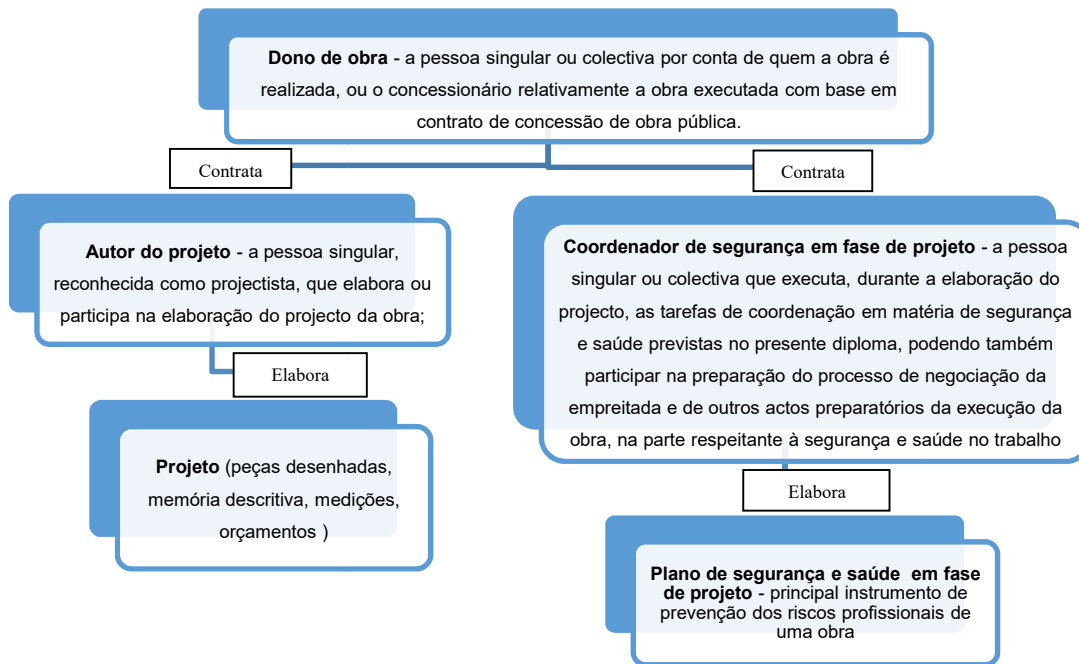 Dono de obra - a pessoa singular ou colectiva por conta de quem a obra é
realizada, ou o concessionário relativamente a obra executada com base em
contrato de concessão de obra pública.
Contrata
Contrata
Autor do projeto - a pessoa singular,
reconhecida como projectista, que elabora ou
participa na elaboração do projecto da obra;
Elabora
Projeto (peças desenhadas,
memória descritiva, medições,
orçamentos )
Coordenador de segurança em fase de projeto - a pessoa
singular ou colectiva que executa, durante a elaboração do
projecto, as tarefas de coordenação em matéria de segurança
e saúde previstas no presente diploma, podendo também
participar na preparação do processo de negociação da
empreitada e de outros actos preparatórios da execução da
obra, na parte respeitante à segurança e saúde no trabalho
Elabora
Plano de segurança e saúde em fase
de projeto - principal instrumento de
prevenção dos riscos profissionais de
uma obra